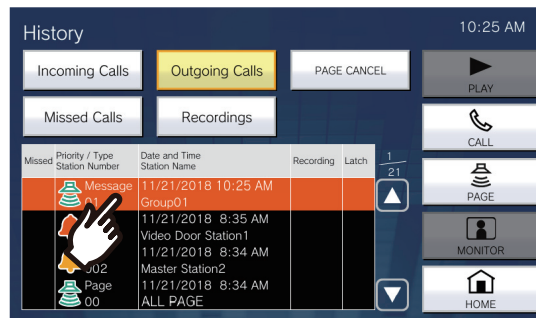 History
10:25 AM
Incoming Calls
Outgoing Calls
PAGE CANCEL
PLAY
Missed Calls
Recordings
CALL
Missed
Priority / Type
Station Number
Date and Time
Station Name
Recording
Latch
1
21
Message
11/21/2018 10:25 AM
01
Group01
PAGE
11/21/2018 8:35 AM
Video Door Station1
11/21/2018 8:34 AM
002
Master Station2
MONITOR
Page
11/21/2018 8:34 AM
00
ALL PAGE
HOME